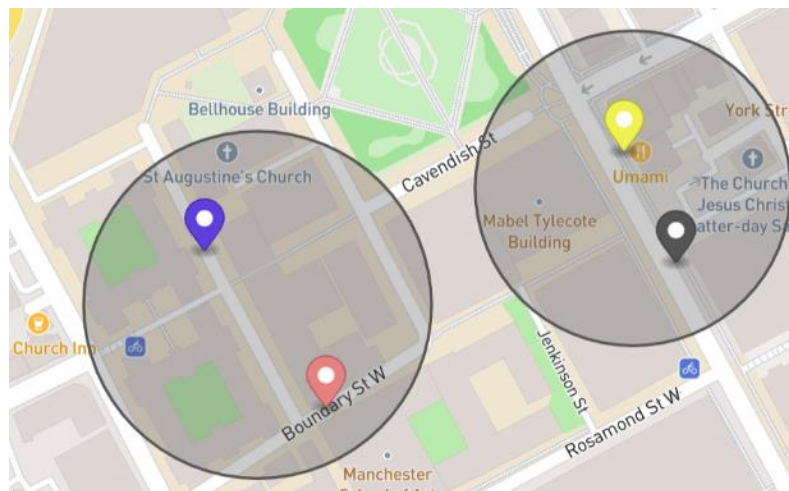 Bellhouse Building
St Augustine's Church
Cavendish St
York Str
Umami
The Church
Jesus Christ
atter-day Sa
Mabel Tylecote
Building
Church Inn
Jenkinson St
Boundary St W
Rosamond St W
Manchester